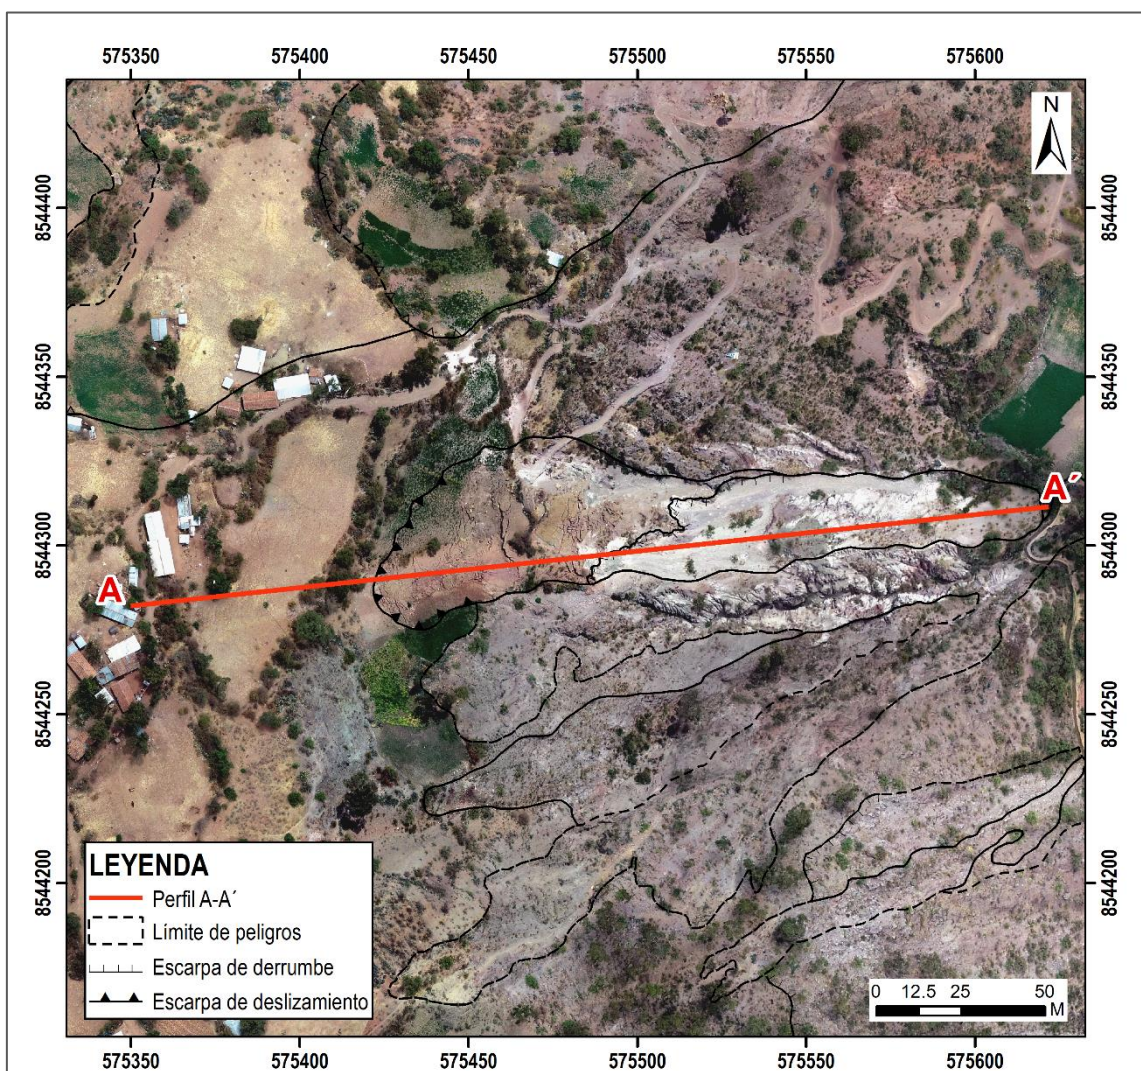 575350 575400 575450 575500 575550 575600
N
8544400 8544400
8544350 8544350
A´
8544300 8544300
A
8544250 8544250
8544200 8544200
LEYENDA
Perfil A-A´
Límite de peligros
Escarpa de derrumbe
Escarpa de deslizamiento
0 12.5 25 50
M
575350 575400 575450 575500 575550 575600